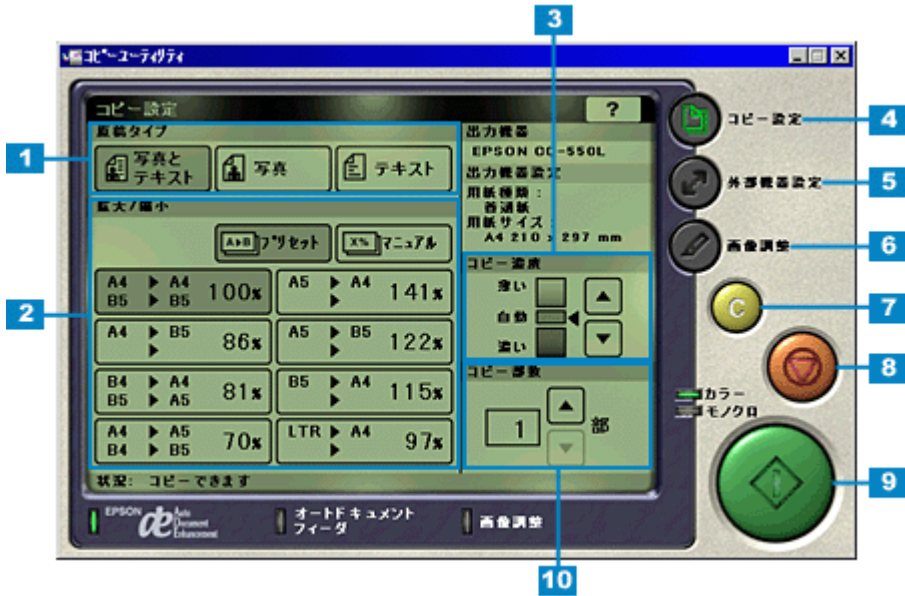 3
コピーユーティリティ
コピー設定
?
原稿タイプ
写真と
テキスト
写真
テキスト
1
拡大/縮小
A▶B プリセット
X% マニュアル
2
A4 ▶ A4
B5 ▶ B5
100%
A5 ▶ A4
▶
141%
A4 ▶ B5
▶
86%
A5 ▶ B5
▶
122%
B4 ▶ A4
B5 ▶ A5
81%
B5 ▶ A4
▶
115%
A4 ▶ A5
B4 ▶ B5
70%
LTR ▶ A4
▶
97%
出力機器
EPSON CC-550L
出力機器設定
用紙種類 :
普通紙
用紙サイズ :
A4 210 x 297 mm
コピー濃度
薄い
自動
濃い
コピー部数
1
部
状況: コピーできます
コピー設定
4
外部機器設定
5
画像調整
6
C
7
8
カラー
モノクロ
9
EPSON
Auto
Document
Enhancement
オートドキュメント
フィーダ
画像調整
10